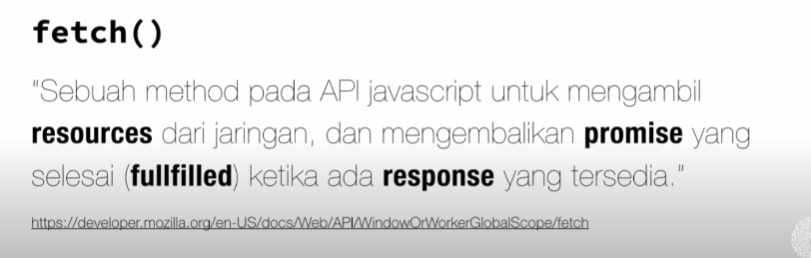 fetch()
"Sebuah method pada API javascript untuk mengambil
resources dari jaringan, dan mengembalikan promise yang
selesai (fullfilled) ketika ada response yang tersedia."
https://developer.mozilla.org/en-US/docs/Web/API/WindowOrWorkerGlobalScope/fetch